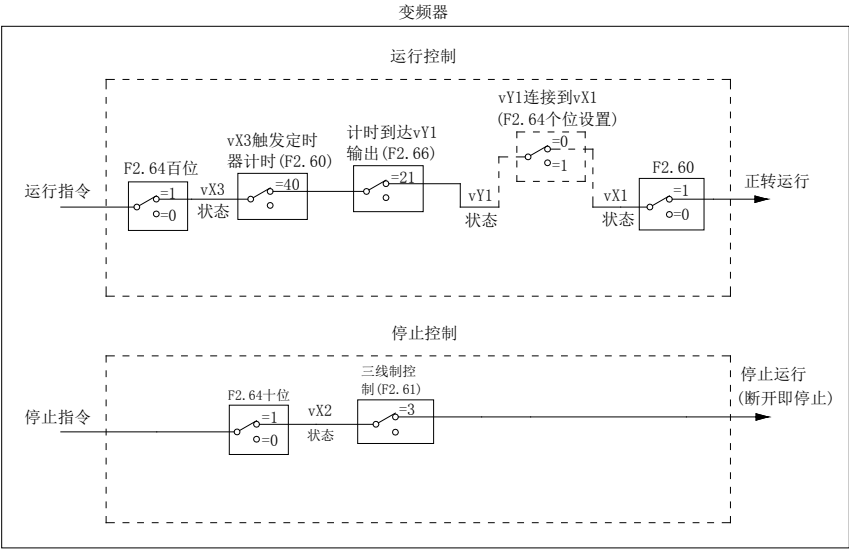 变频器
运行控制
vY1连接到vX1
(F2.64个位设置)
计时到达vY1
输出(F2.66)
vX3触发定时
器计时(F2.60)
F2.64百位
=0
=1
F2.60
运行指令
=1
=0
vX3
状态
=40
=21
vY1
状态
vX1
状态
=1
=0
正转运行
停止控制
三线制控
制(F2.61)
停止运行
(断开即停止)
F2.64十位
停止指令
=1
=0
vX2
状态
=3